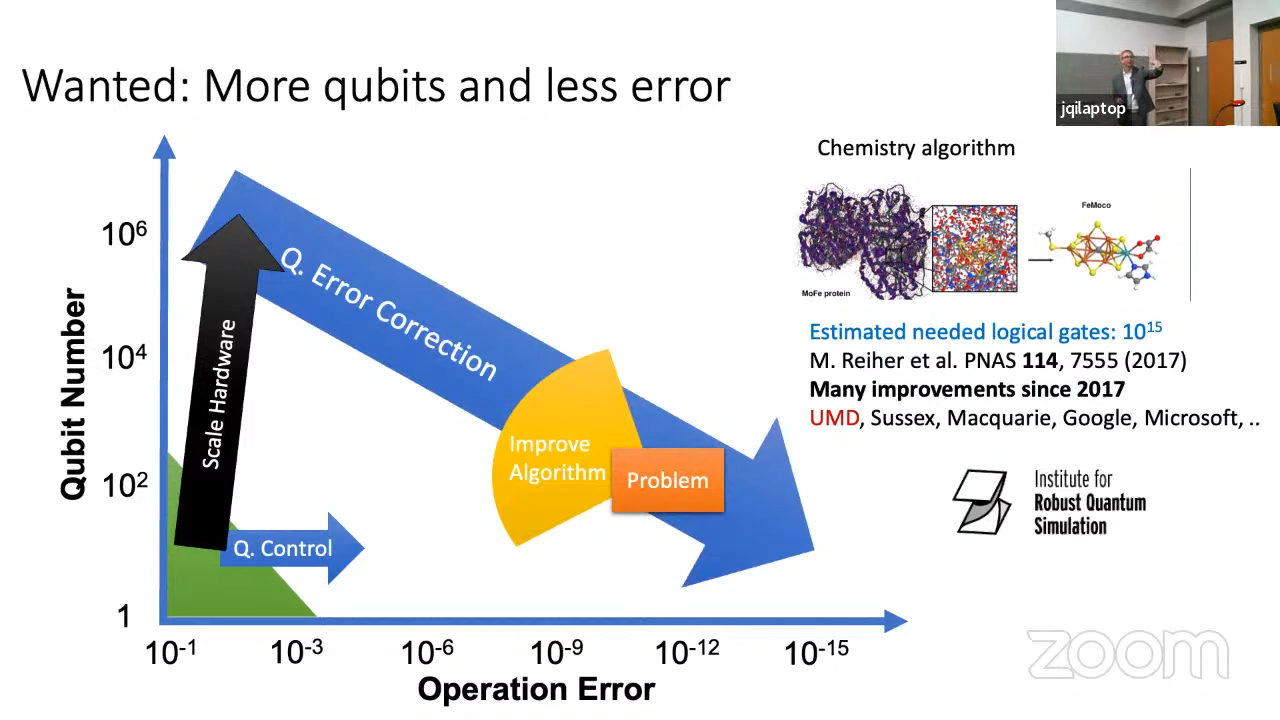 Wanted: More qubits and less error
jqilaptop
Qubit Number
10⁶
10⁴
10²
1
Scale Hardware
Q. Error Correction
Q. Control
Improve
Algorithm
Problem
10⁻¹
10⁻³
10⁻⁶
10⁻⁹
10⁻¹²
10⁻¹⁵
Operation Error
Chemistry algorithm
MoFe protein
FeMoco
Estimated needed logical gates: 10¹⁵
M. Reiher et al. PNAS 114, 7555 (2017)
Many improvements since 2017
UMD, Sussex, Macquarie, Google, Microsoft, ..
Institute for
Robust Quantum
Simulation
zoom